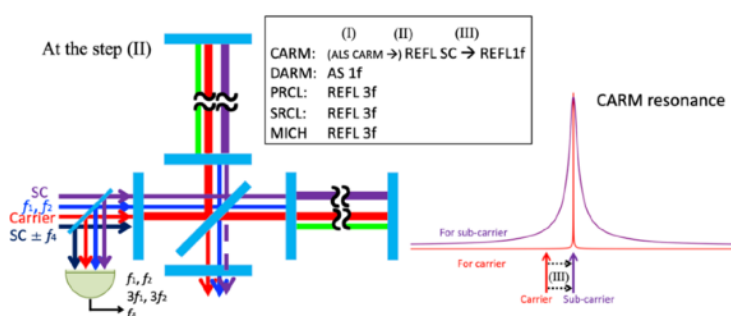 At the step (II)
(I) (II) (III)
CARM: (ALS CARM →) REFL SC → REFL1f
DARM: AS 1f
PRCL: REFL 3f
SRCL: REFL 3f
MICH REFL 3f
CARM resonance
SC
f₁, f₂
Carrier
SC ± f₄
f₁, f₂
3f₁, 3f₂
For sub-carrier
For carrier
(III)
Carrier
Sub-carrier